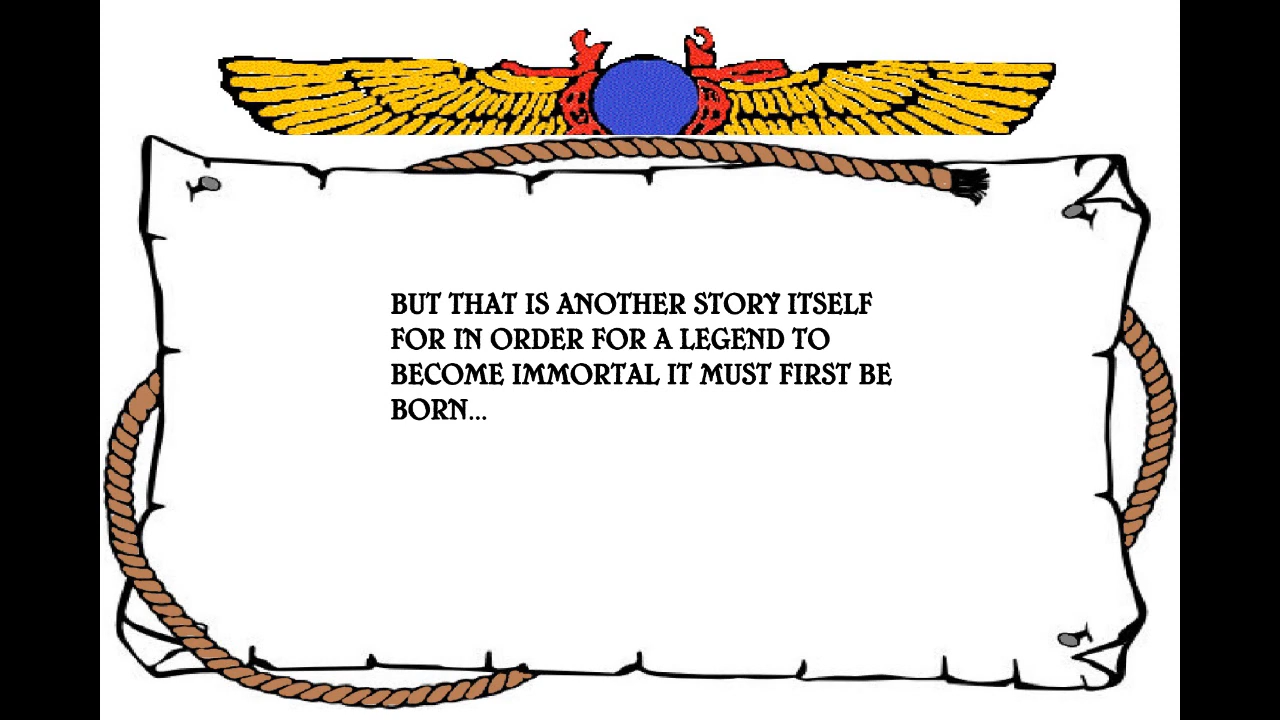 BUT THAT IS ANOTHER STORY ITSELF
FOR IN ORDER FOR A LEGEND TO
BECOME IMMORTAL IT MUST FIRST BE
BORN...